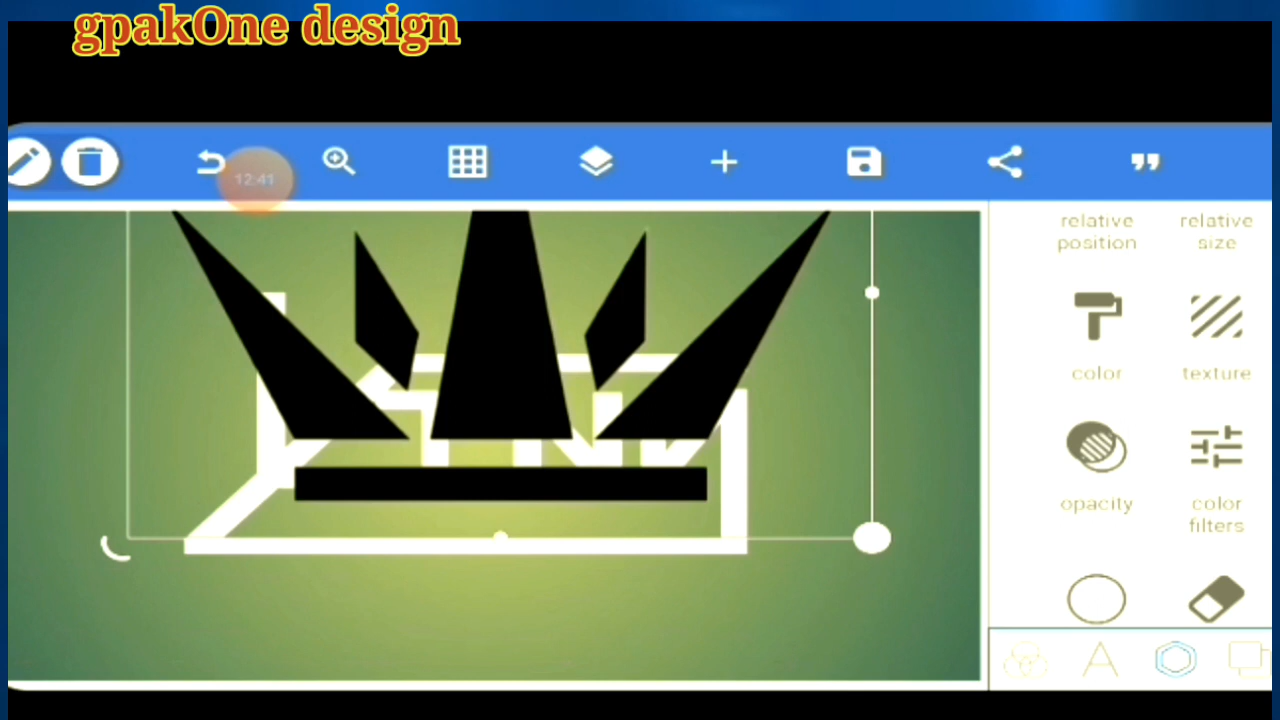 gpakOne design
12:41
relative position
relative size
color
texture
opacity
color filters